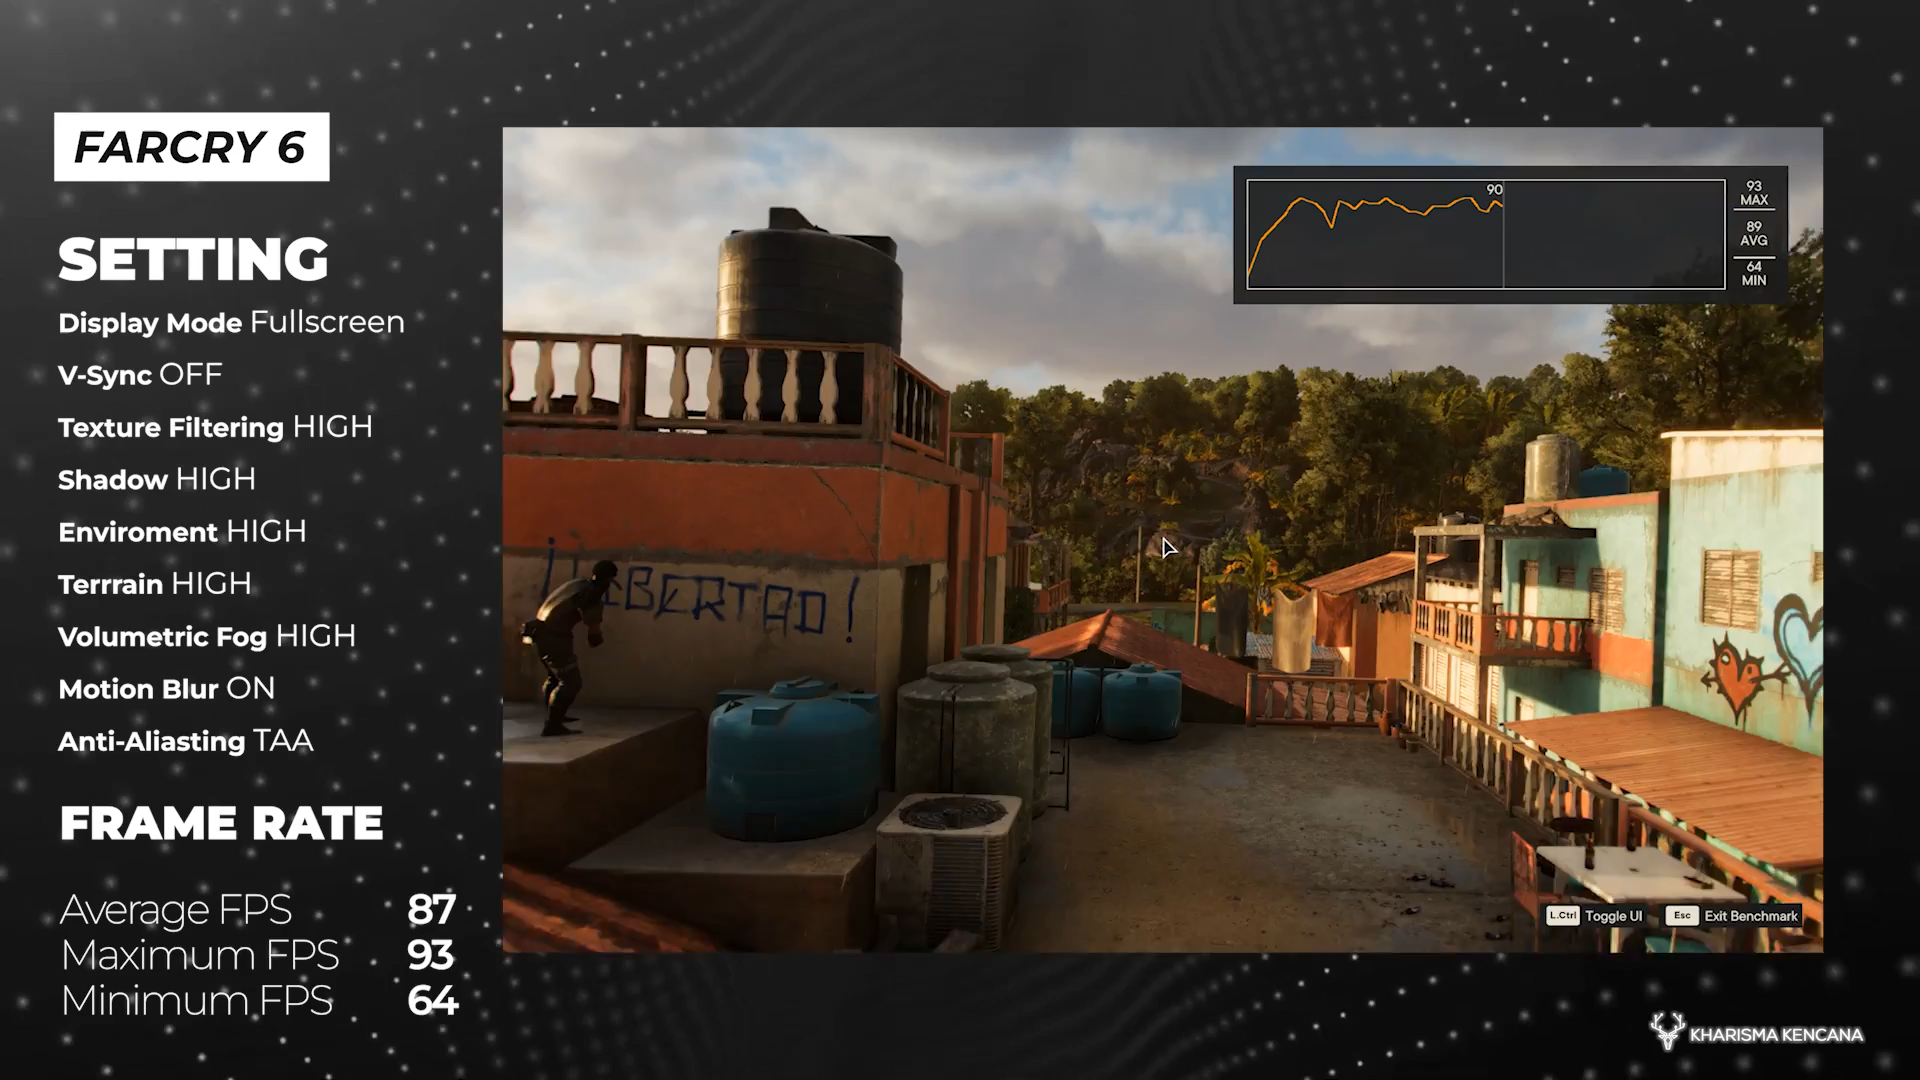 FARCRY 6
SETTING
Display Mode Fullscreen
V-Sync OFF
Texture Filtering HIGH
Shadow HIGH
Enviroment HIGH
Terrrain HIGH
Volumetric Fog HIGH
Motion Blur ON
Anti-Aliasting TAA
FRAME RATE
Average FPS 87
Maximum FPS 93
Minimum FPS 64
90
93
MAX
89
AVG
64
MIN
¡LIBERTAD!
L.Ctrl Toggle UI Esc Exit Benchmark
KHARISMA KENCANA